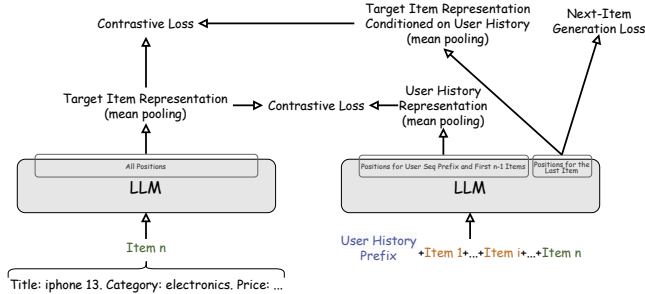 Contrastive Loss
Target Item Representation
Conditioned on User History
(mean pooling)
Next-Item
Generation Loss
Target Item Representation
(mean pooling)
Contrastive Loss
User History
Representation
(mean pooling)
All Positions
LLM
Positions for User Seq Prefix and First n-1 Items
Positions for the
Last Item
LLM
Item n
User History
Prefix
+Item 1+...+Item i+...+Item n
Title: iphone 13. Category: electronics. Price: ...